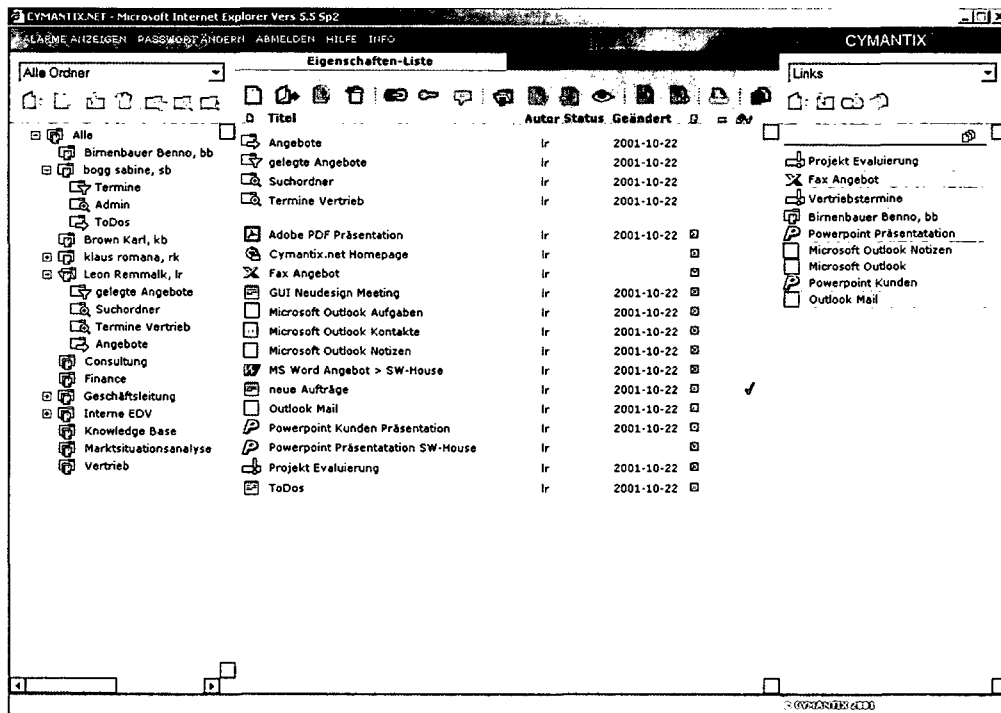 CYMANTIX.NET - Microsoft Internet Explorer Vers 5.5 Sp2
ALARME ANZEIGEN PASSWORT ÄNDERN ABMELDEN HILFE INFO
CYMANTIX
Eigenschaften-Liste
Alle Ordner
Links
Titel Autor Status Geändert
Alle
Birnenbauer Benno, bb
bogg sabine, sb
Termine
Admin
ToDos
Brown Karl, kb
klaus romana, rk
Leon Remmalk, lr
gelegte Angebote
Suchordner
Termine Vertrieb
Angebote
Consultung
Finance
Geschäftsleitung
Interne EDV
Knowledge Base
Marktsituationsanalyse
Vertrieb
Angebote lr 2001-10-22
gelegte Angebote lr 2001-10-22
Suchordner lr 2001-10-22
Termine Vertrieb lr 2001-10-22
Adobe PDF Präsentation lr 2001-10-22
Cymantix.net Homepage lr
Fax Angebot lr
GUI Neudesign Meeting lr 2001-10-22
Microsoft Outlook Aufgaben lr 2001-10-22
Microsoft Outlook Kontakte lr 2001-10-22
Microsoft Outlook Notizen lr 2001-10-22
MS Word Angebot > SW-House lr 2001-10-22
neue Aufträge lr 2001-10-22
Outlook Mail lr 2001-10-22
Powerpoint Kunden Präsentation lr 2001-10-22
Powerpoint Präsentatation SW-House lr
Projekt Evaluierung lr 2001-10-22
ToDos lr 2001-10-22
Projekt Evaluierung
Fax Angebot
Vertriebstermine
Birnenbauer Benno, bb
Powerpoint Präsentatation
Microsoft Outlook Notizen
Microsoft Outlook
Powerpoint Kunden
Outlook Mail
© CYMANTIX 2001